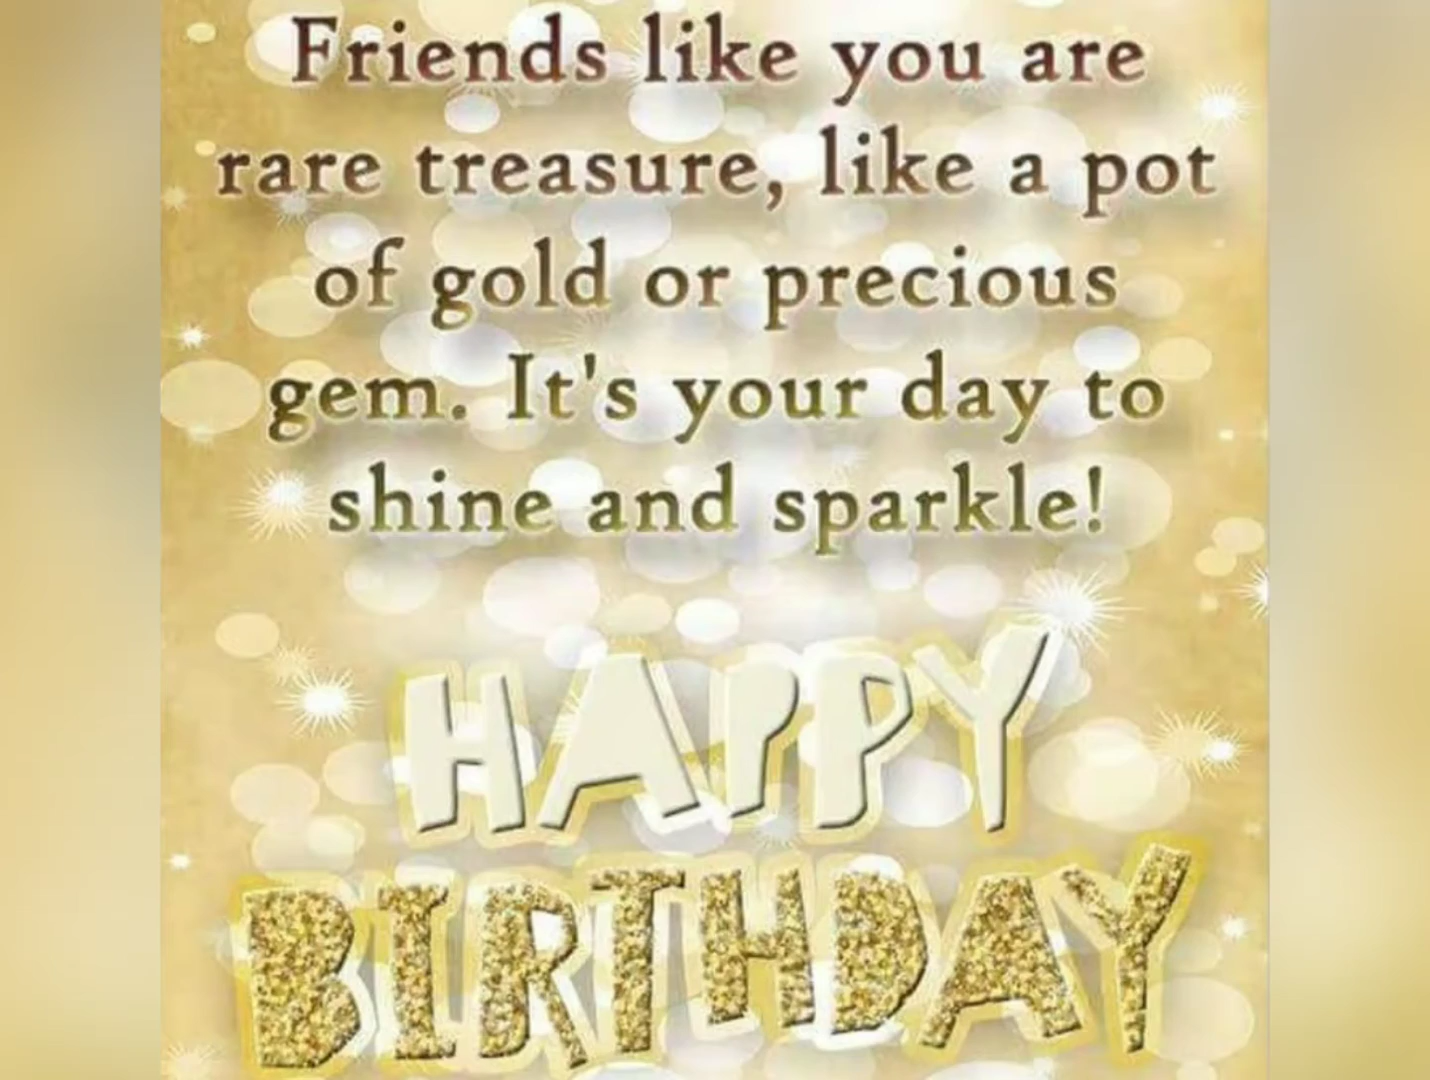 Friends like you are
rare treasure, like a pot
of gold or precious
gem. It's your day to
shine and sparkle!
HAPPY
BIRTHDAY